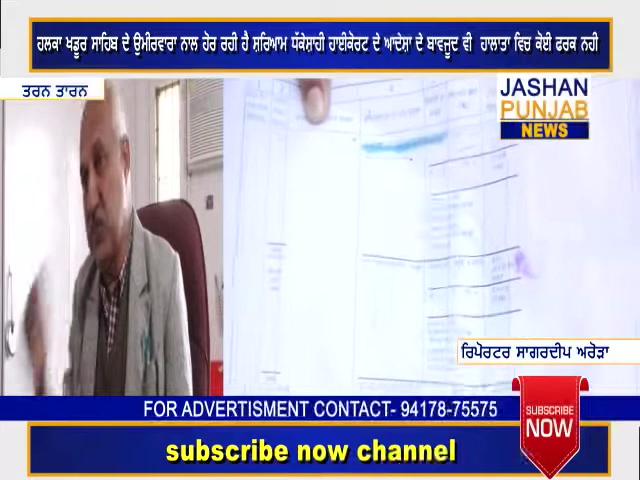 ਹਲਕਾ ਖਡੂਰ ਸਾਹਿਬ ਦੇ ਉਮੀਰਵਾਰਾ ਨਾਲ ਹੋਰ ਰਹੀ ਹੈ ਸ਼ਰਿਆਮ ਧੱਕੇਸ਼ਾਹੀ ਹਾਈਕੋਰਟ ਦੇ ਆਦੇਸ਼ਾ ਦੇ ਬਾਵਜੂਦ ਵੀ ਹਾਲਾਤਾ ਵਿਚ ਕੋਈ ਫਰਕ ਨਹੀ
ਤਰਨ ਤਾਰਨ
JASHAN
PUNJAB
NEWS
ਰਿਪੋਰਟਰ ਸਾਗਰਦੀਪ ਅਰੋੜਾ
FOR ADVERTISMENT CONTACT- 94178-75575
SUBSCRIBE
NOW
subscribe now channel